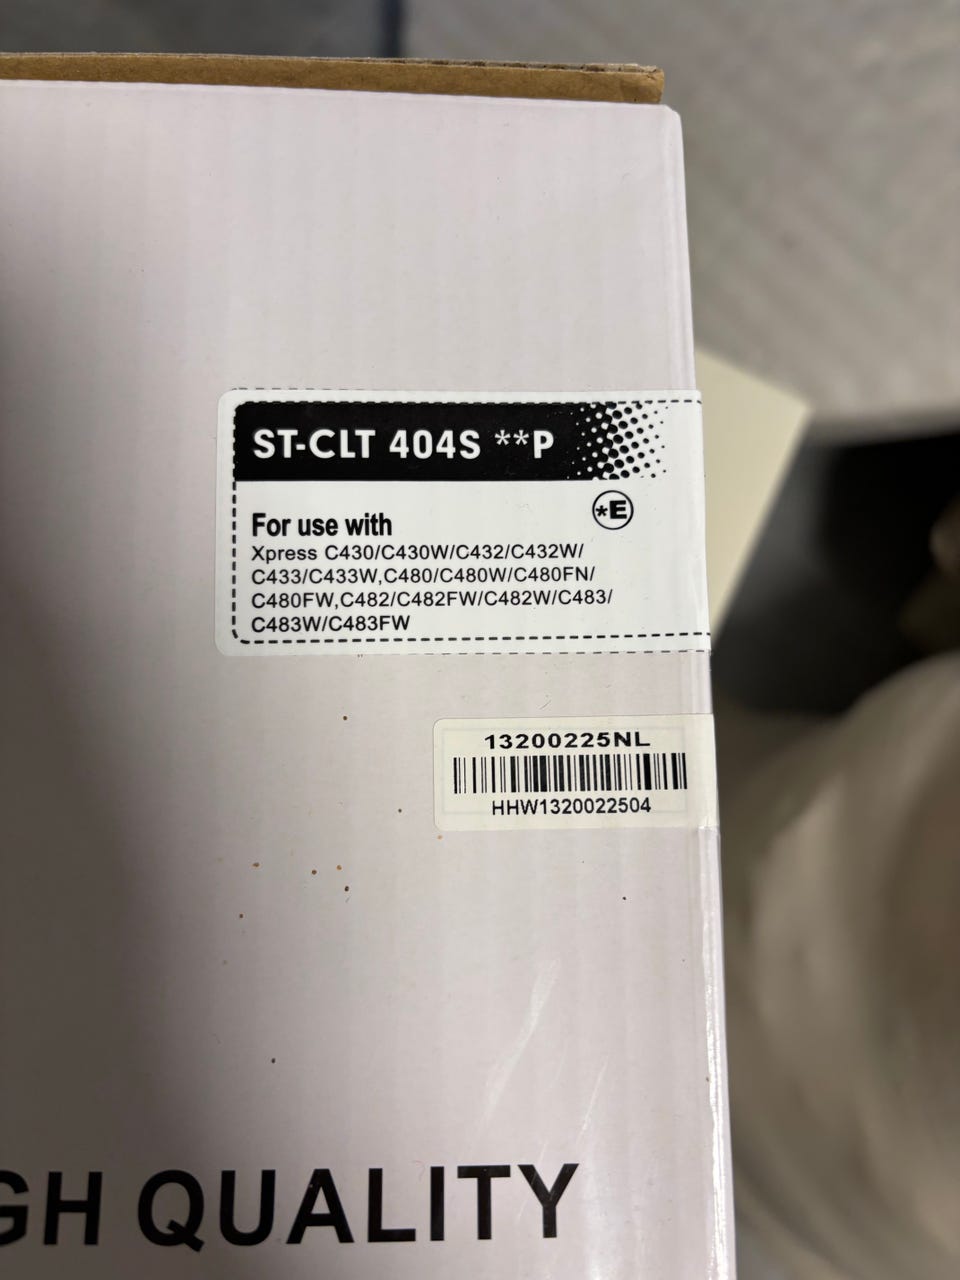 ST-CLT 404S **P
*E
For use with
Xpress C430/C430W/C432/C432W/
C433/C433W,C480/C480W/C480FN/
C480FW,C482/C482FW/C482W/C483/
C483W/C483FW
13200225NL
HHW1320022504
GH QUALITY